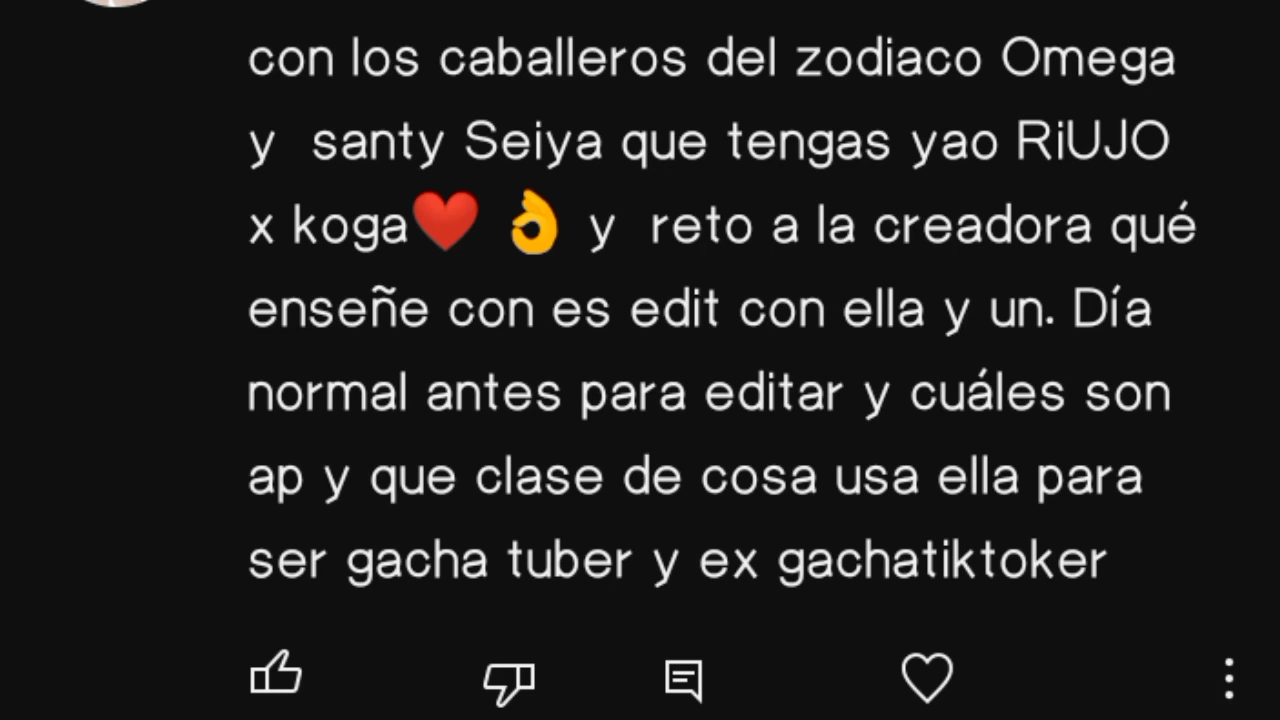 con los caballeros del zodiaco Omega
y  santy Seiya que tengas yao RiUJO
x koga❤️ 👌 y  reto a la creadora qué
enseñe con es edit con ella y un. Día
normal antes para editar y cuáles son
ap y que clase de cosa usa ella para
ser gacha tuber y ex gachatiktoker